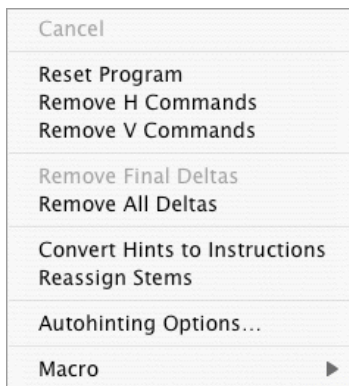 Cancel
Reset Program
Remove H Commands
Remove V Commands
Remove Final Deltas
Remove All Deltas
Convert Hints to Instructions
Reassign Stems
Autohinting Options...
Macro